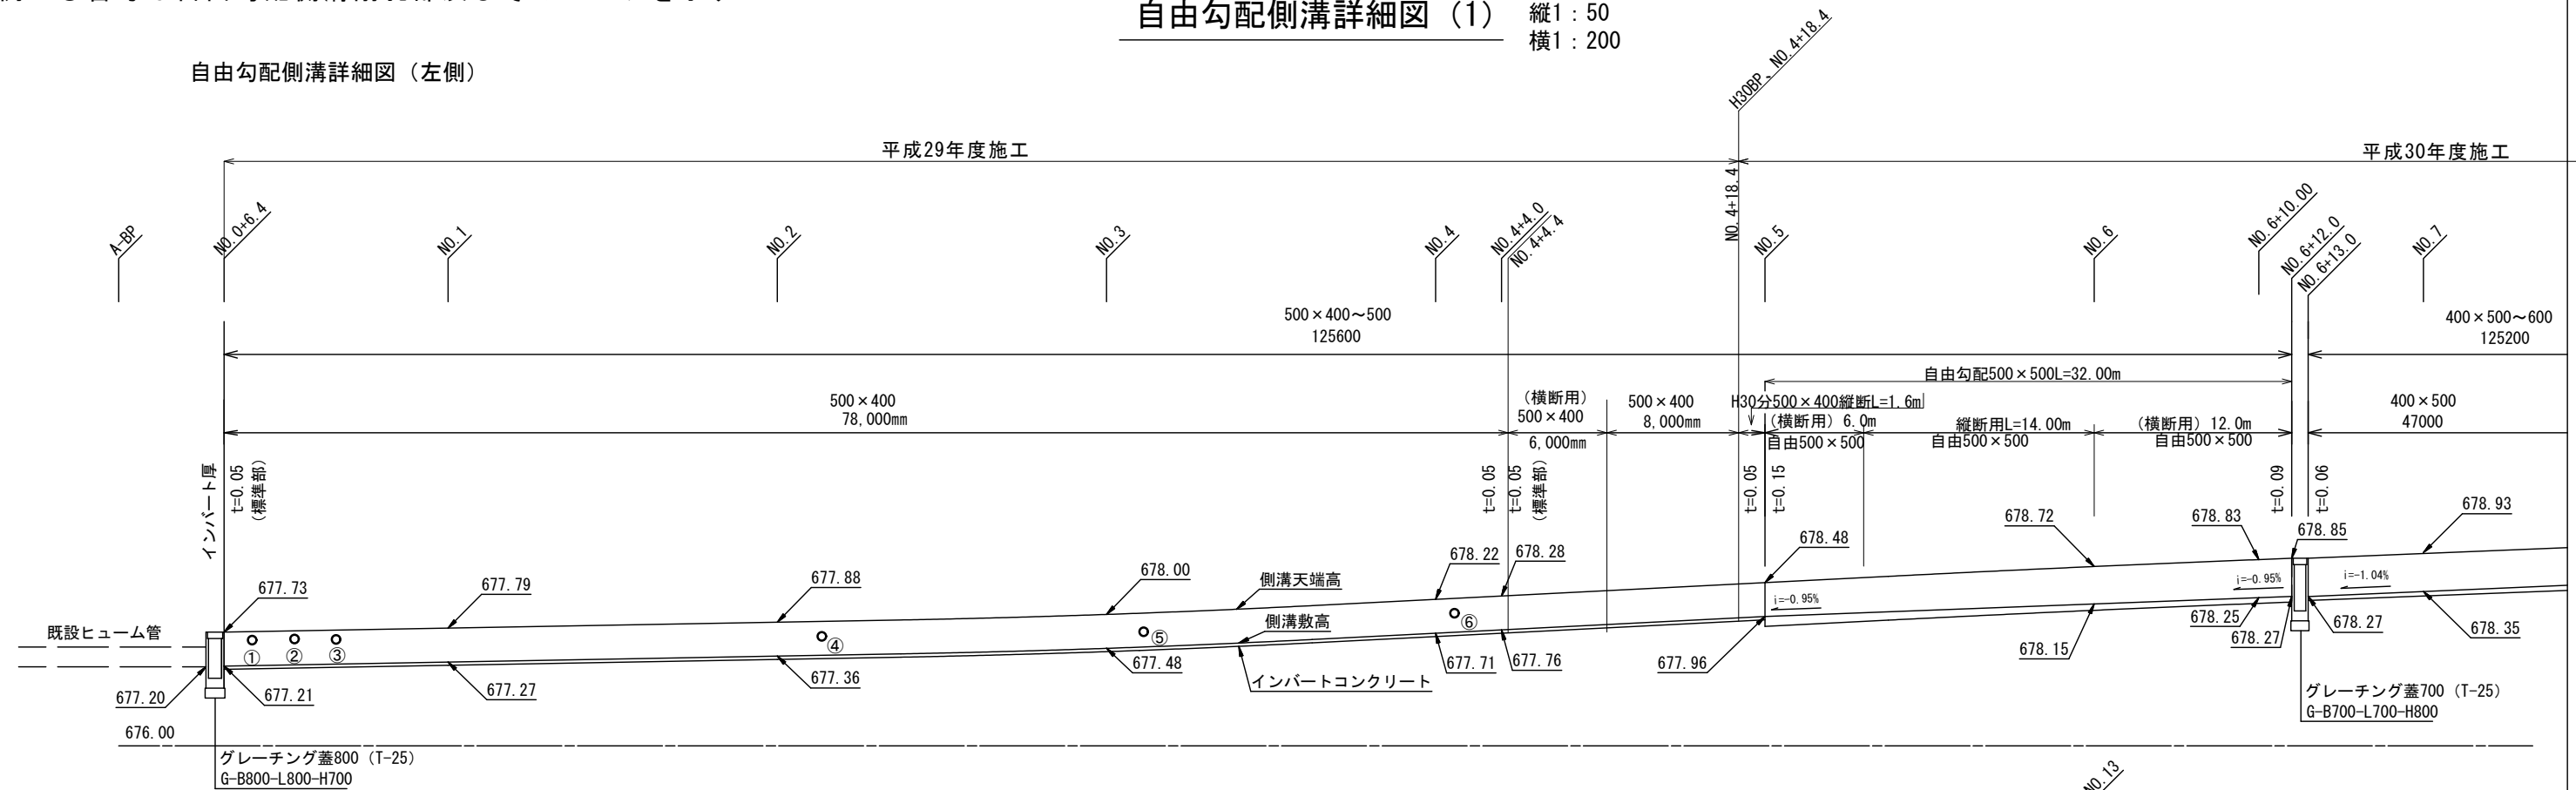 自由勾配側溝詳細図（1）
縦1：50
横1：200
自由勾配側溝詳細図（左側）
H30BP、NO.4+18.4
平成29年度施工
平成30年度施工
NO.4+18.4
A-BP
NO.0+6.4
NO.1
NO.2
NO.3
NO.4
NO.4+4.0
NO.4+4.4
NO.5
NO.6
NO.6+10.00
NO.6+12.0
NO.6+13.0
NO.7
500×400～500
125600
400×500～600
125200
自由勾配500×500L=32.00m
500×400
78,000mm
（横断用）
500×400
6,000mm
500×400
8,000mm
H30分500×400縦断L=1.6m
（横断用）6.0m
自由500×500
縦断用L=14.00m
自由500×500
（横断用）12.0m
自由500×500
400×500
47000
インバート厚
t=0.05
（標準部）
t=0.05
t=0.05
（標準部）
t=0.05
t=0.15
t=0.09
t=0.06
677.73
677.79
677.88
678.00
側溝天端高
678.22
678.28
678.48
678.72
678.83
678.85
678.93
i=-0.95%
i=-0.95%
i=-1.04%
既設ヒューム管
①
②
③
④
⑤
⑥
側溝敷高
677.20
677.21
677.27
677.36
677.48
インバートコンクリート
677.71
677.76
677.96
678.15
678.25
678.27
678.27
678.35
676.00
グレーチング蓋800（T-25）
G-B800-L800-H700
グレーチング蓋700（T-25）
G-B700-L700-H800
NO.13